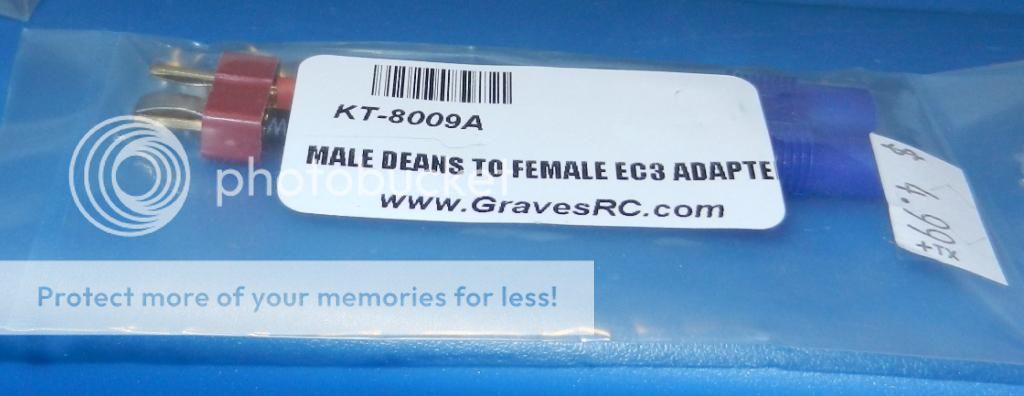 KT-8009A
MALE DEANS TO FEMALE EC3 ADAPTE
www.GravesRC.com
$ 4.99
+tx
photobucket
Protect more of your memories for less!